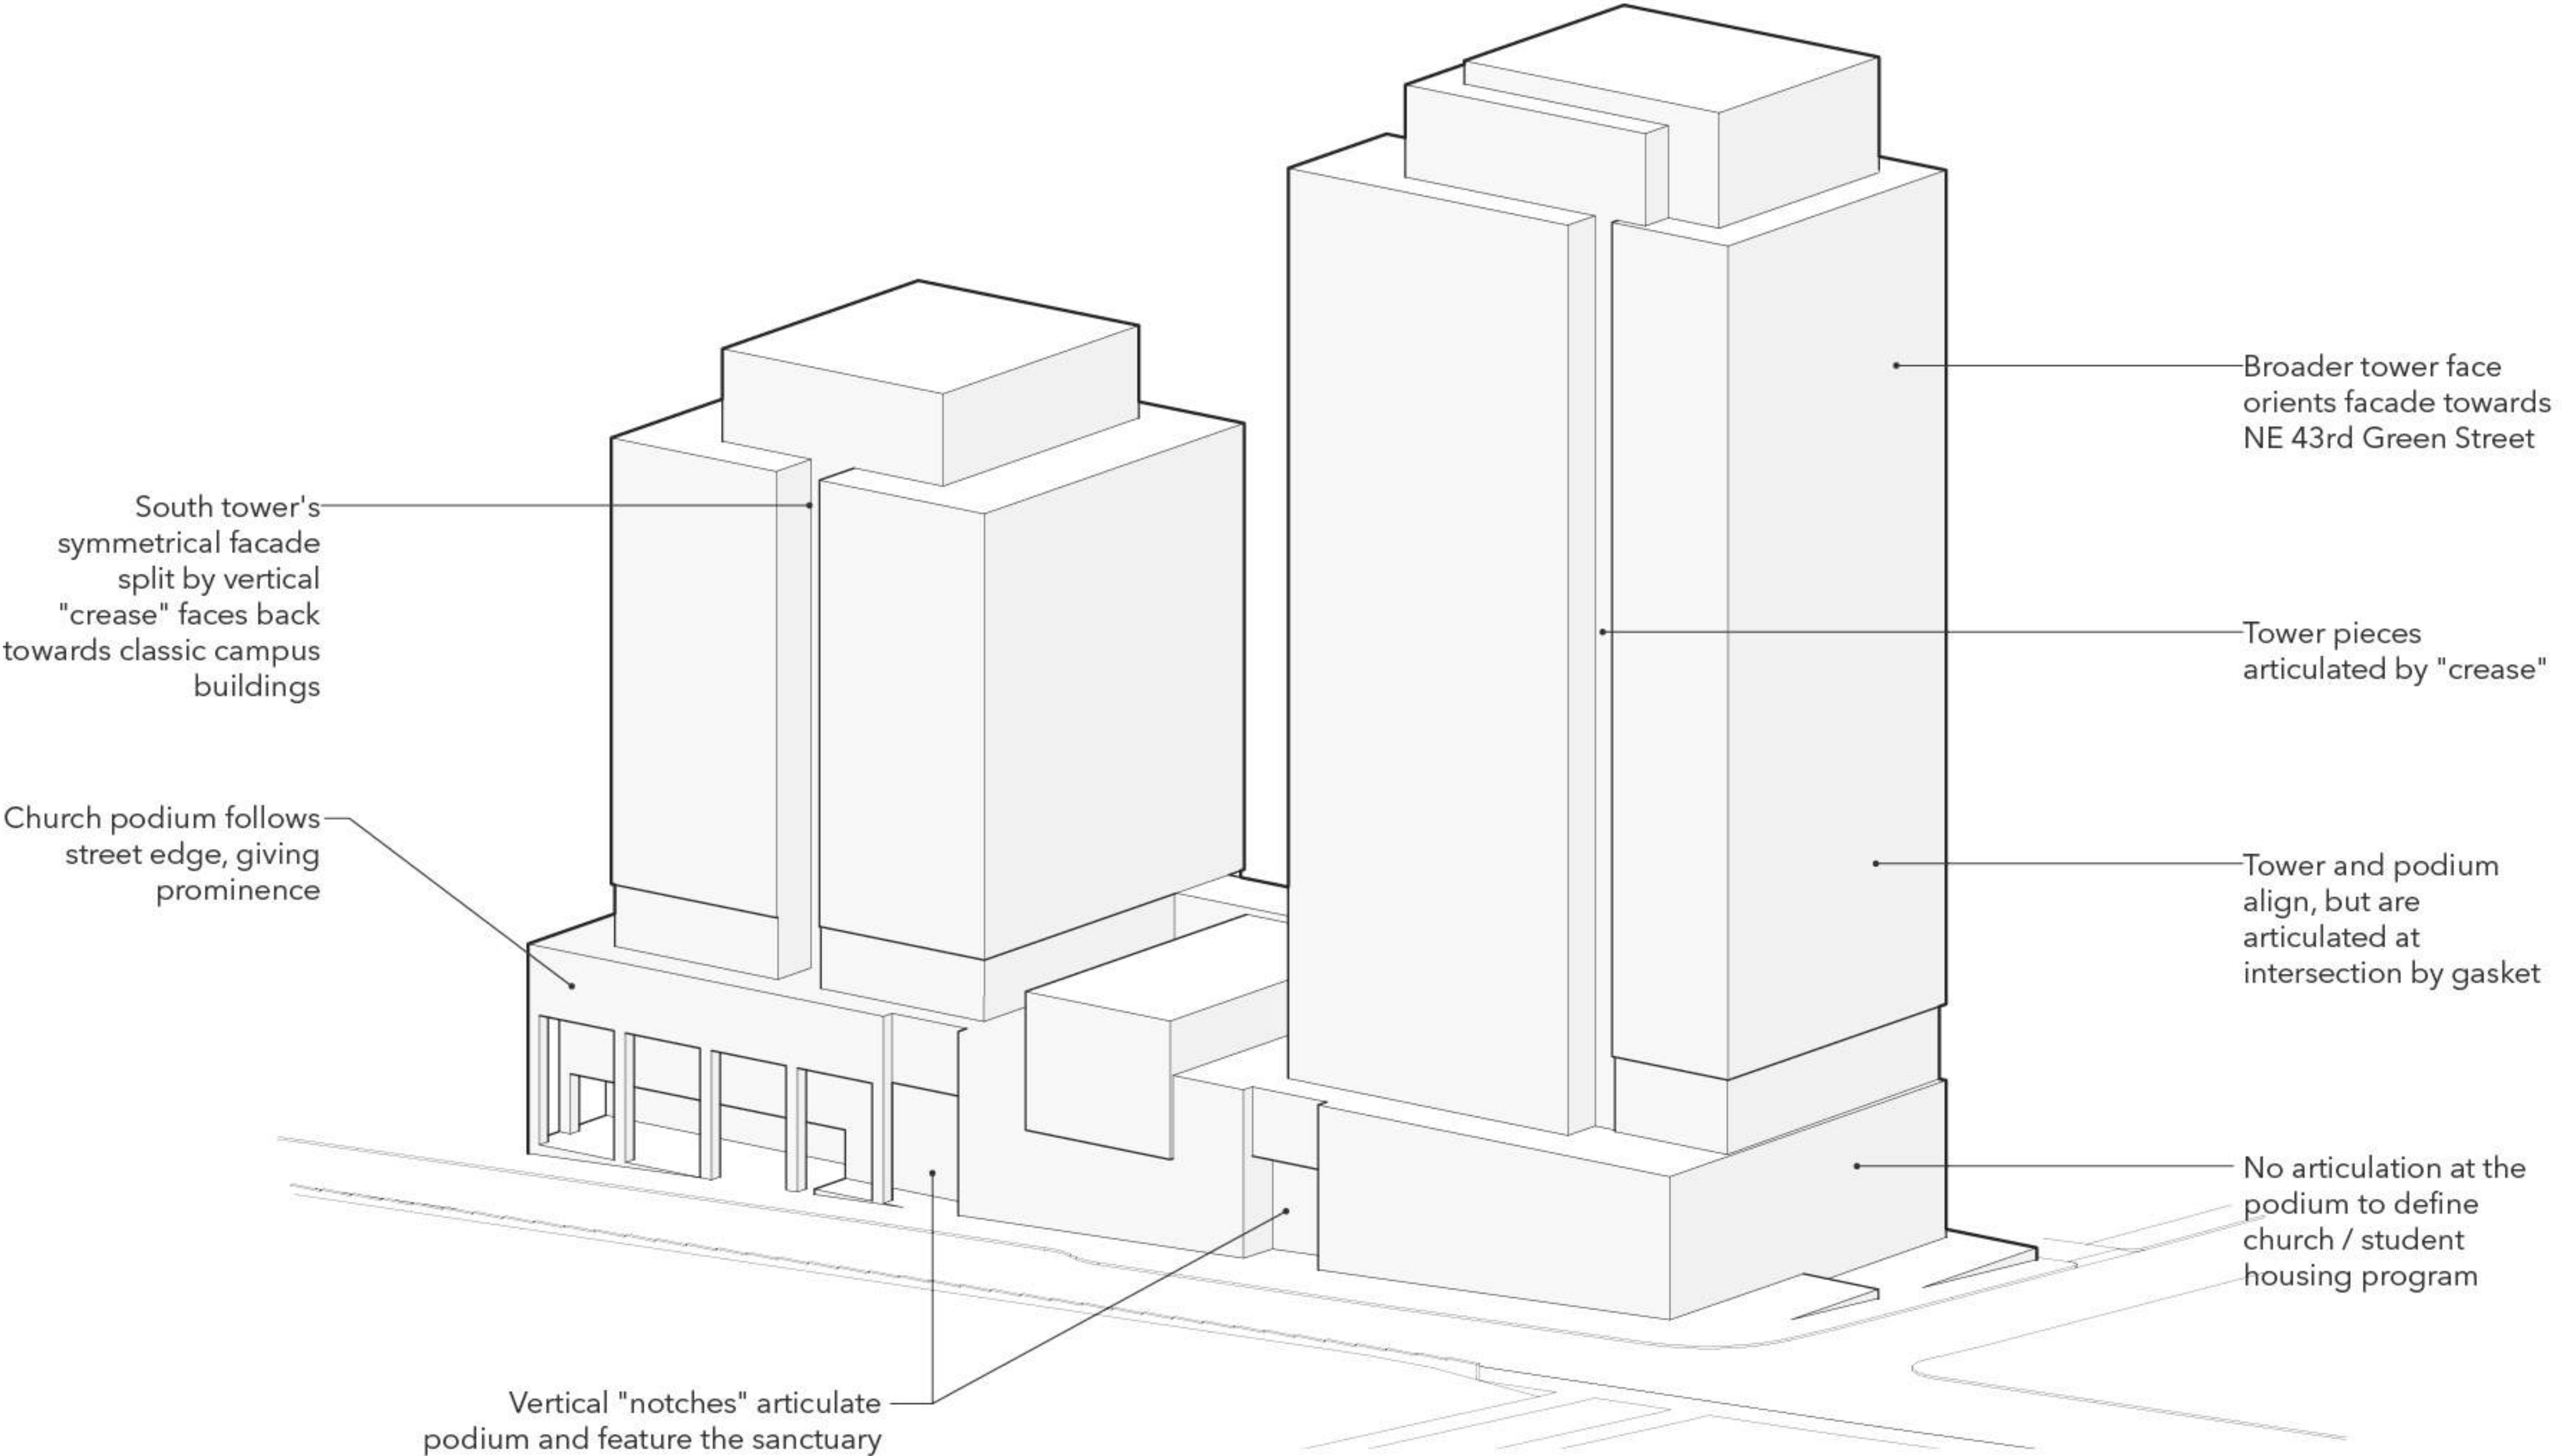 South tower's
symmetrical facade
split by vertical
"crease" faces back
towards classic campus
buildings
Church podium follows
street edge, giving
prominence
Vertical "notches" articulate
podium and feature the sanctuary
Broader tower face
orients facade towards
NE 43rd Green Street
Tower pieces
articulated by "crease"
Tower and podium
align, but are
articulated at
intersection by gasket
No articulation at the
podium to define
church / student
housing program